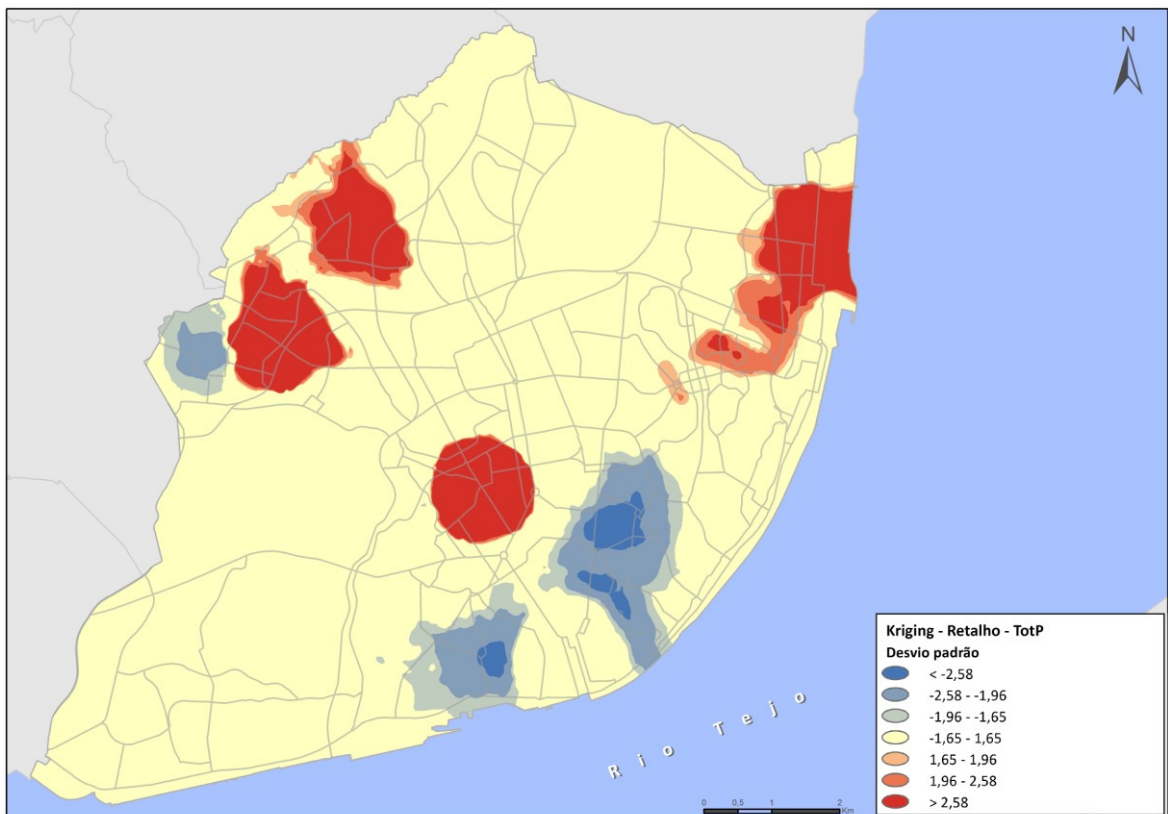 N
Rio Tejo
Kriging - Retalho - TotP
Desvio padrão
< -2,58
-2,58 - -1,96
-1,96 - -1,65
-1,65 - 1,65
1,65 - 1,96
1,96 - 2,58
> 2,58
0 0,5 1 2
Km